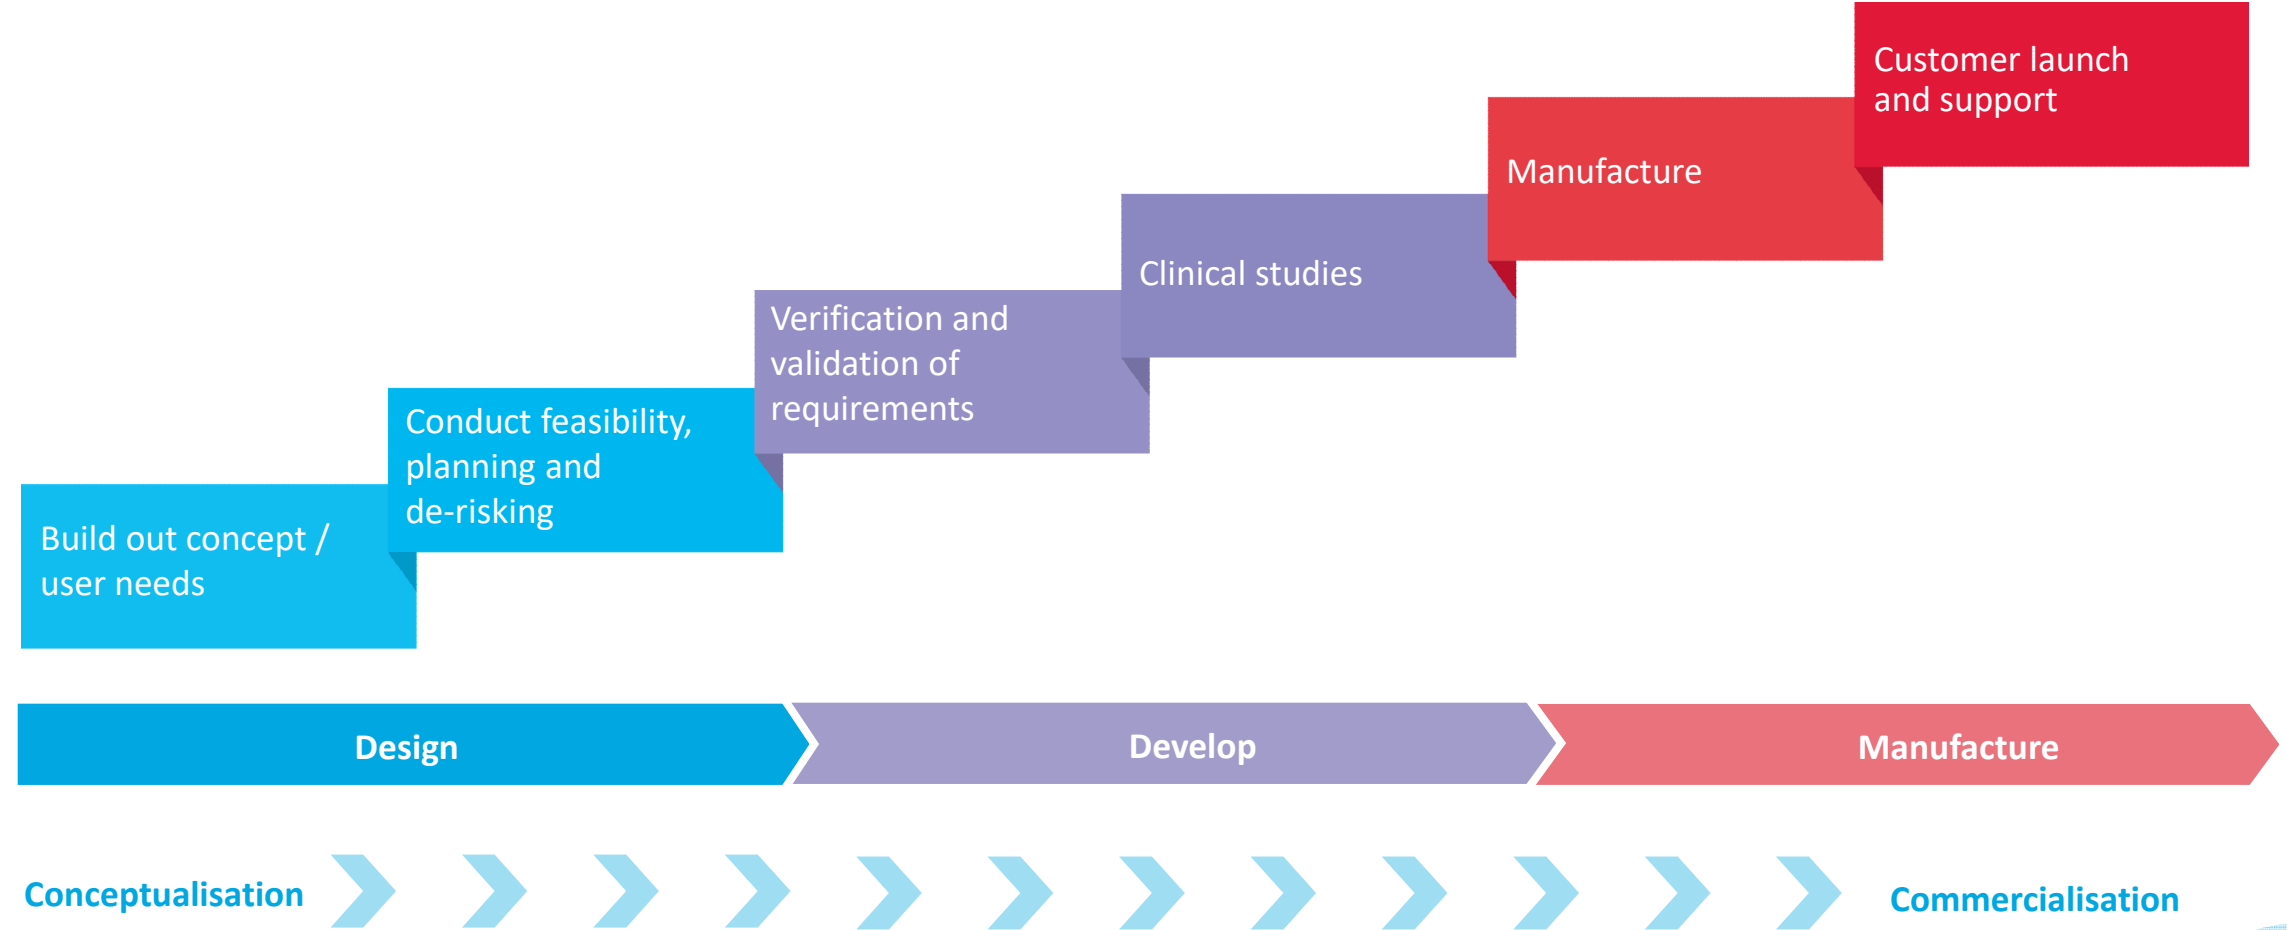 Customer launch
and support
Manufacture
Clinical studies
Verification and
validation of
requirements
Conduct feasibility,
planning and
de-risking
Build out concept /
user needs
Design
Develop
Manufacture
Conceptualisation
Commercialisation